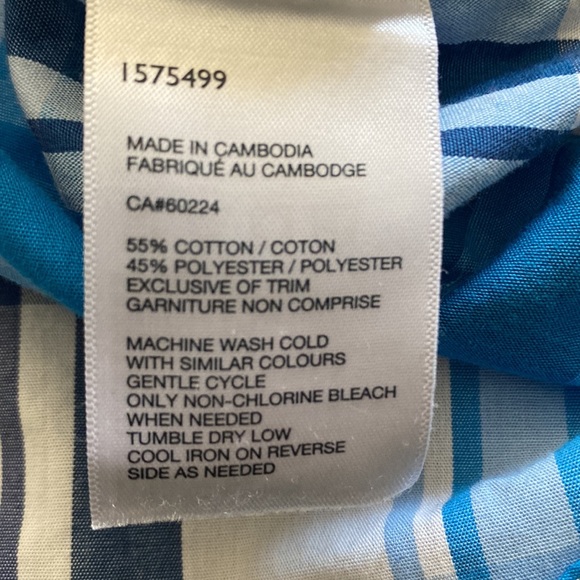 1575499
MADE IN CAMBODIA
FABRIQUÉ AU CAMBODGE
CA#60224
55% COTTON / COTON
45% POLYESTER / POLYESTER
EXCLUSIVE OF TRIM
GARNITURE NON COMPRISE
MACHINE WASH COLD
WITH SIMILAR COLOURS
GENTLE CYCLE
ONLY NON-CHLORINE BLEACH
WHEN NEEDED
TUMBLE DRY LOW
COOL IRON ON REVERSE
SIDE AS NEEDED